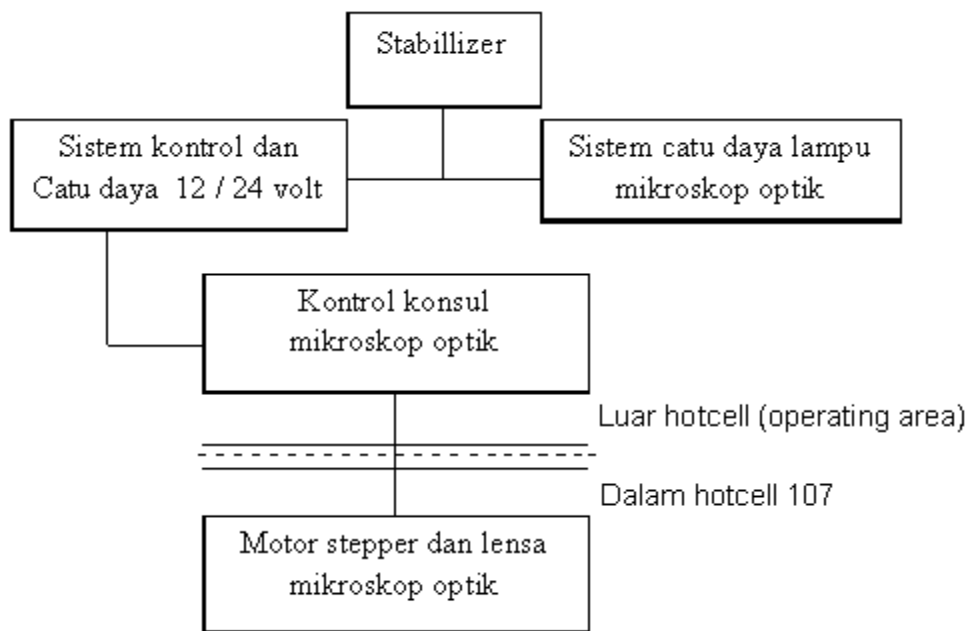 Stabillizer
Sistem kontrol dan
Catu daya 12 / 24 volt
Sistem catu daya lampu
mikroskop optik
Kontrol konsul
mikroskop optik
Luar hotcell (operating area)
Dalam hotcell 107
Motor stepper dan lensa
mikroskop optik